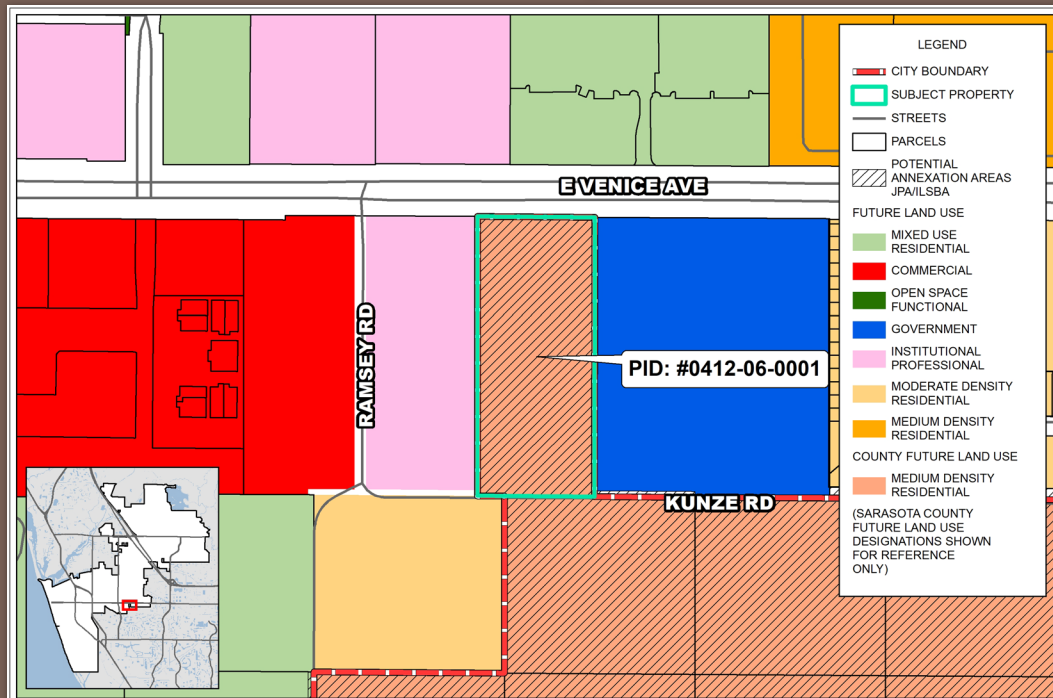 E VENICE AVE
RAMSEY RD
PID: #0412-06-0001
KUNZE RD
LEGEND
CITY BOUNDARY
SUBJECT PROPERTY
STREETS
PARCELS
POTENTIAL
ANNEXATION AREAS
JPA/ILSBA
FUTURE LAND USE
MIXED USE
RESIDENTIAL
COMMERCIAL
OPEN SPACE
FUNCTIONAL
GOVERNMENT
INSTITUTIONAL
PROFESSIONAL
MODERATE DENSITY
RESIDENTIAL
MEDIUM DENSITY
RESIDENTIAL
COUNTY FUTURE LAND USE
MEDIUM DENSITY
RESIDENTIAL
(SARASOTA COUNTY
FUTURE LAND USE
DESIGNATIONS SHOWN
FOR REFERENCE
ONLY)